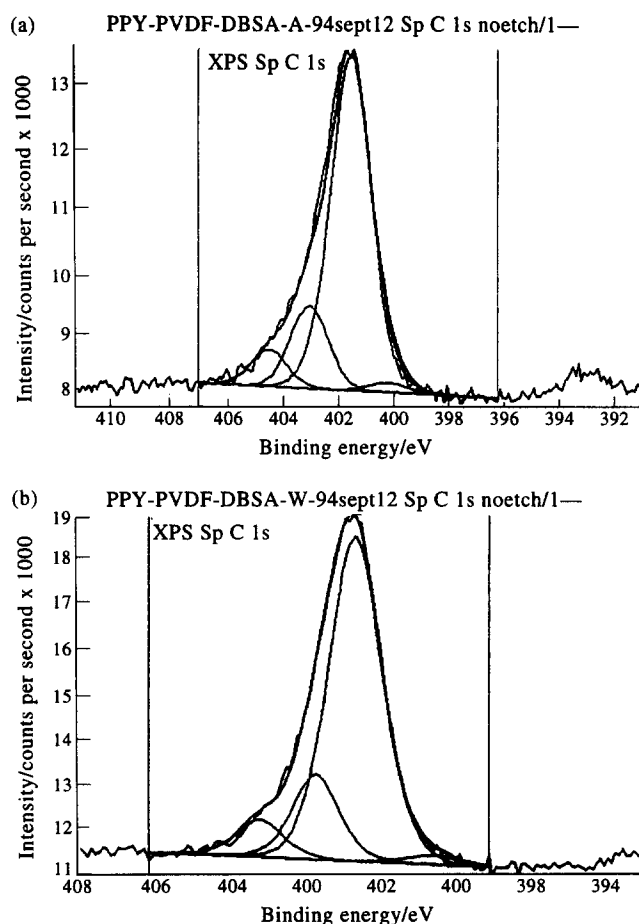 (a) PPY-PVDF-DBSA-A-94sept12 Sp C 1s noetch/1—
XPS Sp C 1s
Intensity/counts per second x 1000
13
12
11
10
9
8
410 408 406 404 402 400 398 396 394 392
Binding energy/eV
(b) PPY-PVDF-DBSA-W-94sept12 Sp C 1s noetch/1—
XPS Sp C 1s
Intensity/counts per second x 1000
19
18
17
16
15
14
13
12
11
408 406 404 400 402 400 398 394
Binding energy/eV